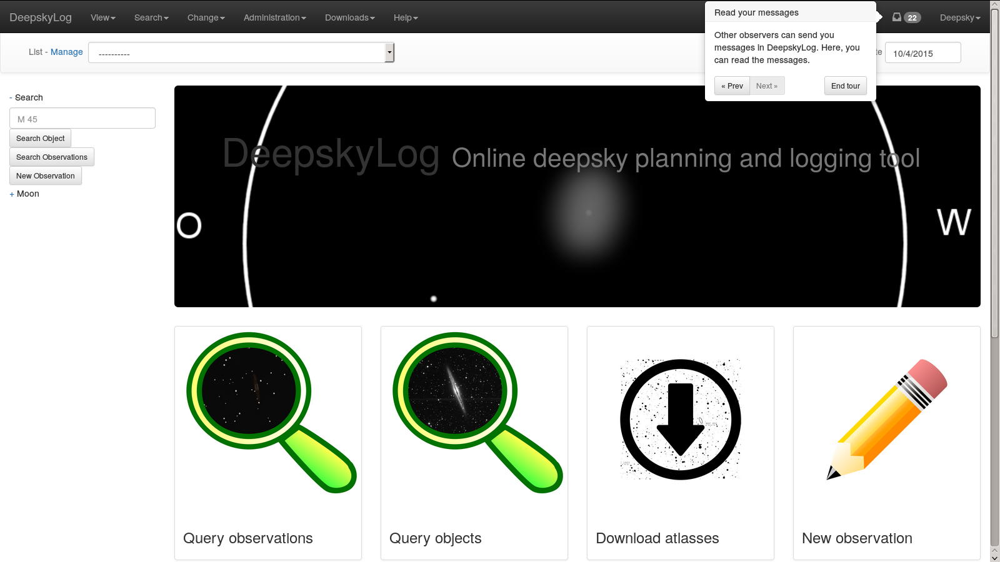 DeepskyLog View Search Change Administration Downloads Help 22 Deepsky
Read your messages
Other observers can send you
messages in DeepskyLog. Here, you
can read the messages.
« Prev Next » End tour
List - Manage ---------- te 10/4/2015
- Search
M 45
Search Object
Search Observations
New Observation
+ Moon
DeepskyLog Online deepsky planning and logging tool
O W
Query observations
Query objects
Download atlasses
New observation